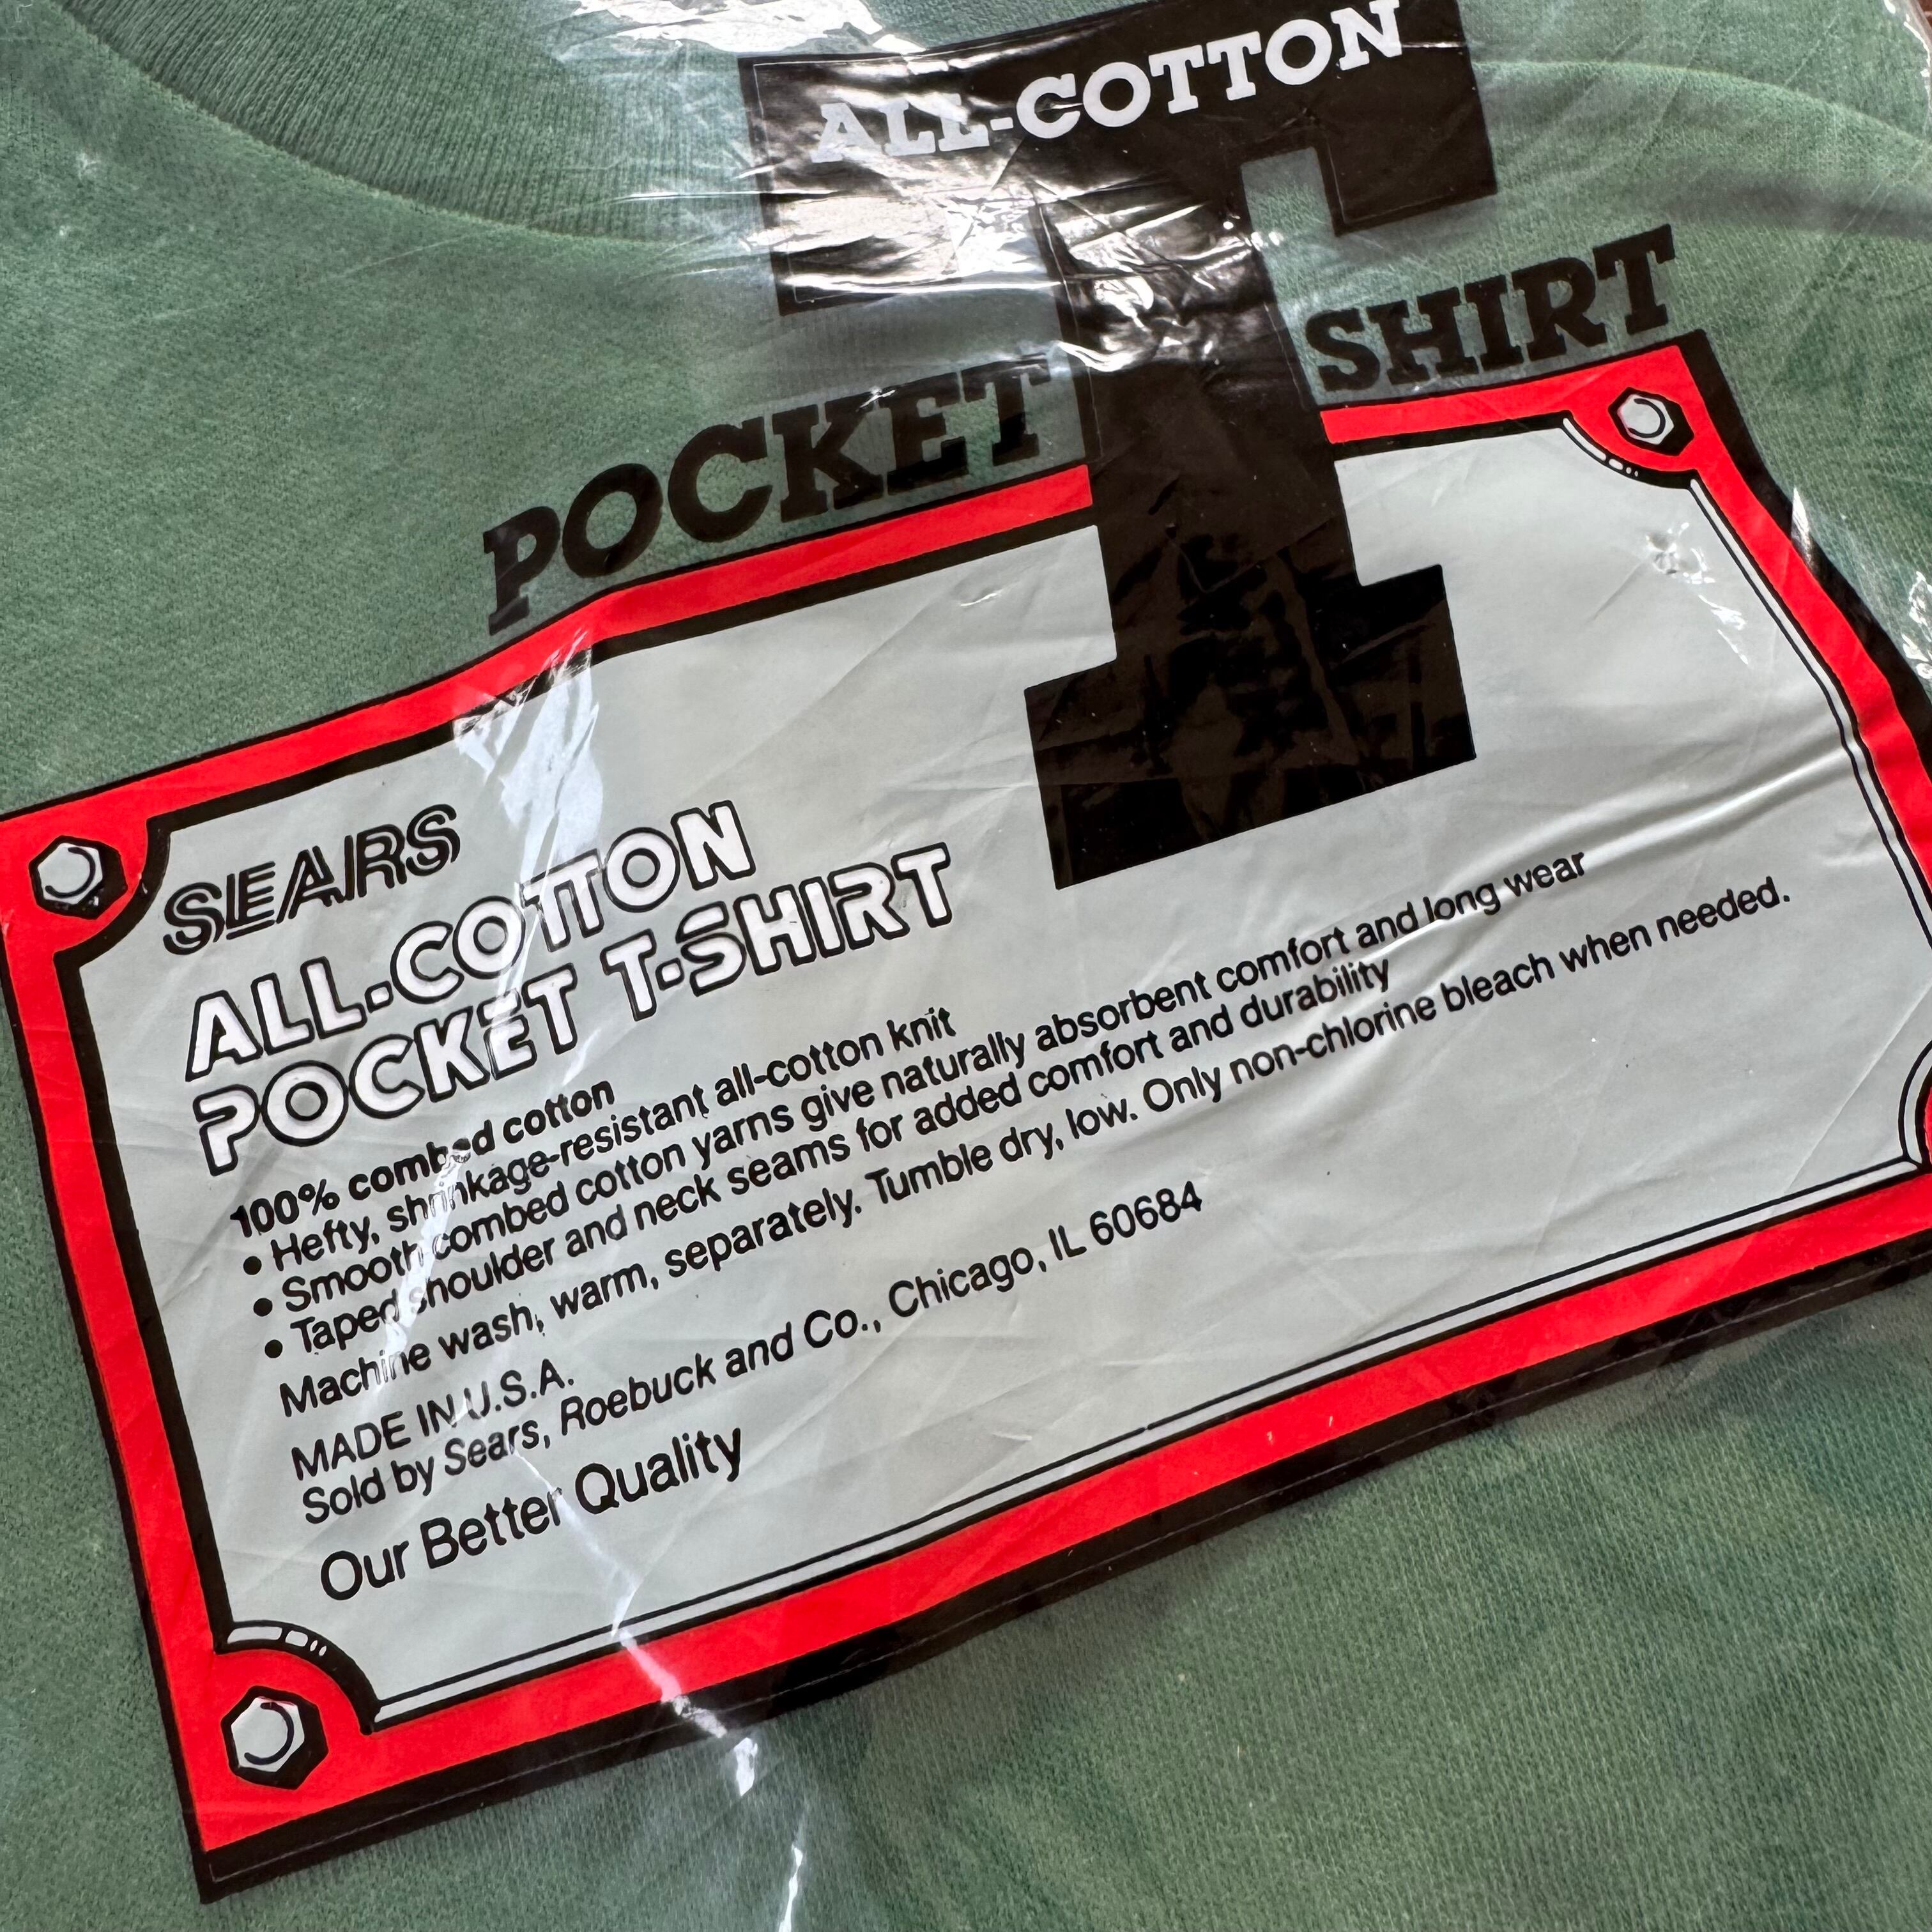 ALL-COTTON
POCKET T SHIRT
SEARS
ALL-COTTON
POCKET T-SHIRT
100% combed cotton
• Hefty, shrinkage-resistant all-cotton knit
• Smooth combed cotton yarns give naturally absorbent comfort and long wear
• Taped shoulder and neck seams for added comfort and durability
Machine wash, warm, separately. Tumble dry, low. Only non-chlorine bleach when needed.
MADE IN U.S.A.
Sold by Sears, Roebuck and Co., Chicago, IL 60684
Our Better Quality